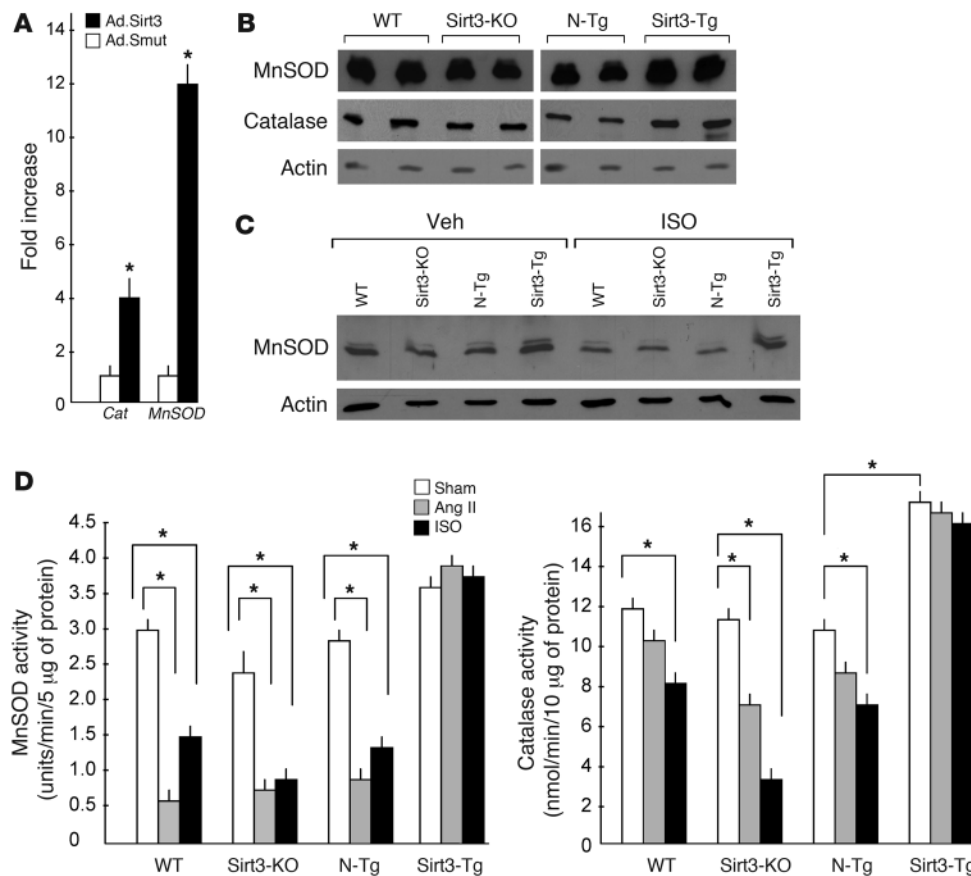 A
Ad.Sirt3
Ad.Smut
Fold increase
14
12
10
8
6
4
2
0
*
*
Cat MnSOD
B
WT Sirt3-KO N-Tg Sirt3-Tg
MnSOD
Catalase
Actin
C
Veh ISO
WT Sirt3-KO N-Tg Sirt3-Tg WT Sirt3-KO N-Tg Sirt3-Tg
MnSOD
Actin
D
Sham
Ang II
ISO
MnSOD activity
(units/min/5 µg of protein)
4.5
4.0
3.5
3.0
2.5
2.0
1.5
1.0
0.5
0
* * * * * *
WT Sirt3-KO N-Tg Sirt3-Tg
Catalase activity
(nmol/min/10 µg of protein)
16
14
12
10
8
6
4
2
0
* * * * *
WT Sirt3-KO N-Tg Sirt3-Tg